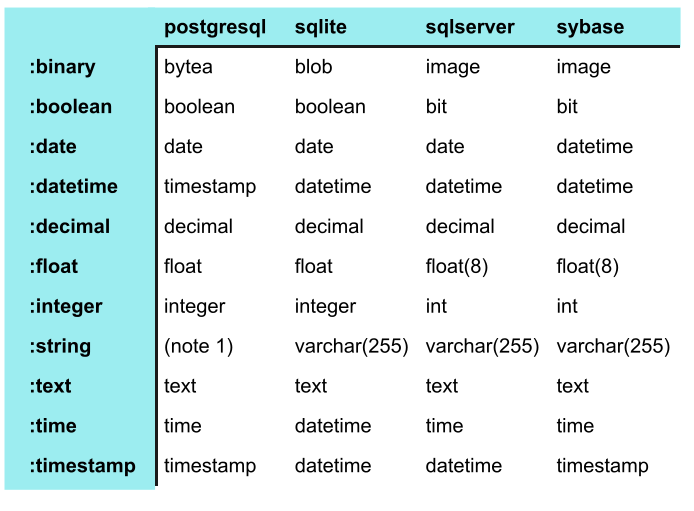 postgresql sqlite sqlserver sybase
:binary bytea blob image image
:boolean boolean boolean bit bit
:date date date date datetime
:datetime timestamp datetime datetime datetime
:decimal decimal decimal decimal decimal
:float float float float(8) float(8)
:integer integer integer int int
:string (note 1) varchar(255) varchar(255) varchar(255)
:text text text text text
:time time datetime time time
:timestamp timestamp datetime datetime timestamp